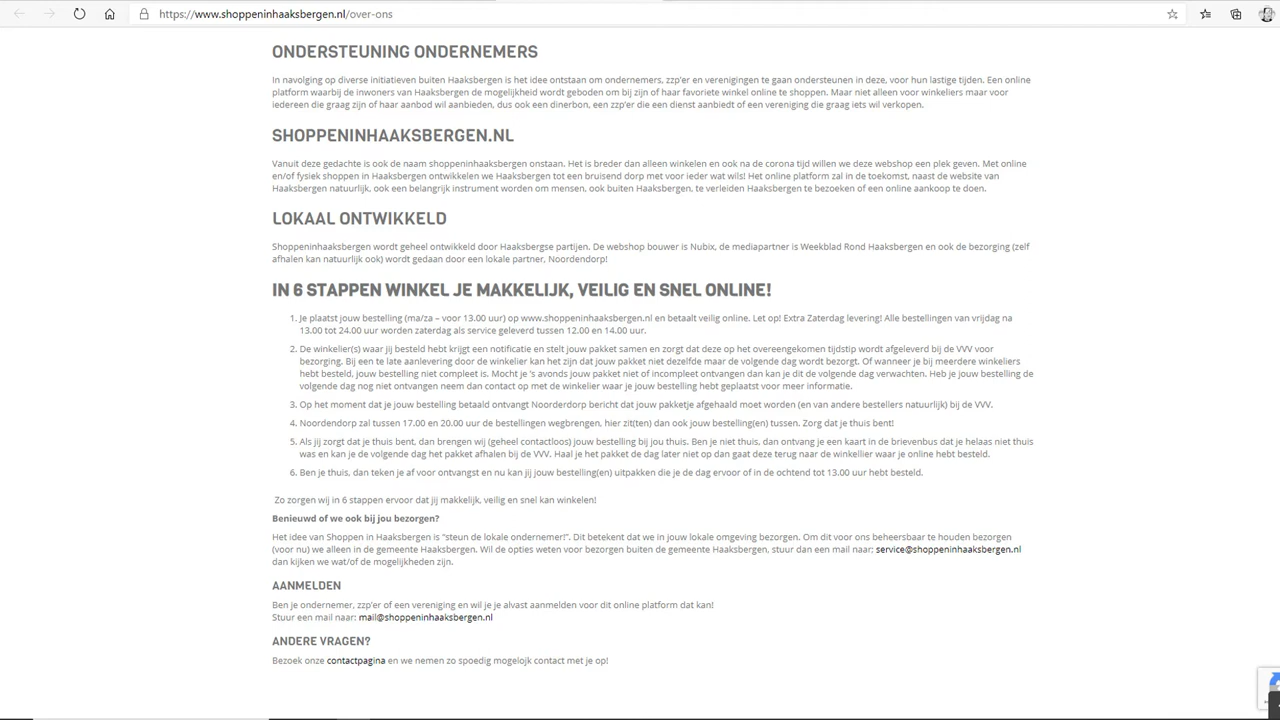 https://www.shoppeninhaaksbergen.nl/over-ons
ONDERSTEUNING ONDERNEMERS
In navolging op diverse initiatieven buiten Haaksbergen is het idee ontstaan om ondernemers, zzp'er en verenigingen te gaan ondersteunen in deze, voor hun lastige tijden. Een online
platform waarbij de inwoners van Haaksbergen de mogelijkheid wordt geboden om bij zijn of haar favoriete winkel online te shoppen. Maar niet alleen voor winkeliers maar voor
iedereen die graag zijn of haar aanbod wil aanbieden, dus ook een dinerbon, een zzp'er die een dienst aanbiedt of een vereniging die graag iets wil verkopen.
SHOPPENINHAAKSBERGEN.NL
Vanuit deze gedachte is ook de naam shoppeninhaaksbergen onstaan. Het is breder dan alleen winkelen en ook na de corona tijd willen we deze webshop een plek geven. Met online
en/of fysiek shoppen in Haaksbergen ontwikkelen we Haaksbergen tot een bruisend dorp met voor ieder wat wils! Het online platform zal in de toekomst, naast de website van
Haaksbergen natuurlijk, ook een belangrijk instrument worden om mensen, ook buiten Haaksbergen, te verleiden Haaksbergen te bezoeken of een online aankoop te doen.
LOKAAL ONTWIKKELD
Shoppeninhaaksbergen wordt geheel ontwikkeld door Haaksbergse partijen. De webshop bouwer is Nubix, de mediapartner is Weekblad Rond Haaksbergen en ook de bezorging (zelf
afhalen kan natuurlijk ook) wordt gedaan door een lokale partner, Noordendorp!
IN 6 STAPPEN WINKEL JE MAKKELIJK, VEILIG EN SNEL ONLINE!
1. Je plaatst jouw bestelling (ma/za – voor 13.00 uur) op www.shoppeninhaaksbergen.nl en betaalt veilig online. Let op! Extra Zaterdag levering! Alle bestellingen van vrijdag na
13.00 tot 24.00 uur worden zaterdag als service geleverd tussen 12.00 en 14.00 uur.
2. De winkelier(s) waar jij besteld hebt krijgt een notificatie en stelt jouw pakket samen en zorgt dat deze op het overeengekomen tijdstip wordt afgeleverd bij de VVV voor
bezorging. Bij een te late aanlevering door de winkelier kan het zijn dat jouw pakket niet dezelfde maar de volgende dag wordt bezorgt. Of wanneer je bij meerdere winkeliers
hebt besteld, jouw bestelling niet compleet is. Mocht je 's avonds jouw pakket niet of incompleet ontvangen dan kan je dit de volgende dag verwachten. Heb je jouw bestelling de
volgende dag nog niet ontvangen neem dan contact op met de winkelier waar je jouw bestelling hebt geplaatst voor meer informatie.
3. Op het moment dat je jouw bestelling betaald ontvangt Noorderdorp bericht dat jouw pakketje afgehaald moet worden (en van andere bestellers natuurlijk) bij de VVV.
4. Noordendorp zal tussen 17.00 en 20.00 uur de bestellingen wegbrengen, hier zit(ten) dan ook jouw bestelling(en) tussen. Zorg dat je thuis bent!
5. Als jij zorgt dat je thuis bent, dan brengen wij (geheel contactloos) jouw bestelling bij jou thuis. Ben je niet thuis, dan ontvang je een kaart in de brievenbus dat je helaas niet thuis
was en kan je de volgende dag het pakket afhalen bij de VVV. Haal je het pakket de dag later niet op dan gaat deze terug naar de winkelier waar je online hebt besteld.
6. Ben je thuis, dan teken je af voor ontvangst en nu kan jij jouw bestelling(en) uitpakken die je de dag ervoor of in de ochtend tot 13.00 uur hebt besteld.
Zo zorgen wij in 6 stappen ervoor dat jij makkelijk, veilig en snel kan winkelen!
Benieuwd of we ook bij jou bezorgen?
Het idee van Shoppen in Haaksbergen is "steun de lokale ondernemer!". Dit betekent dat we in jouw lokale omgeving bezorgen. Om dit voor ons beheersbaar te houden bezorgen
(voor nu) we alleen in de gemeente Haaksbergen. Wil de opties weten voor bezorgen buiten de gemeente Haaksbergen, stuur dan een mail naar: service@shoppeninhaaksbergen.nl
dan kijken we wat/of de mogelijkheden zijn.
AANMELDEN
Ben je ondernemer, zzp'er of een vereniging en wil je je alvast aanmelden voor dit online platform dat kan!
Stuur een mail naar: mail@shoppeninhaaksbergen.nl
ANDERE VRAGEN?
Bezoek onze contactpagina en we nemen zo spoedig mogelojk contact met je op!